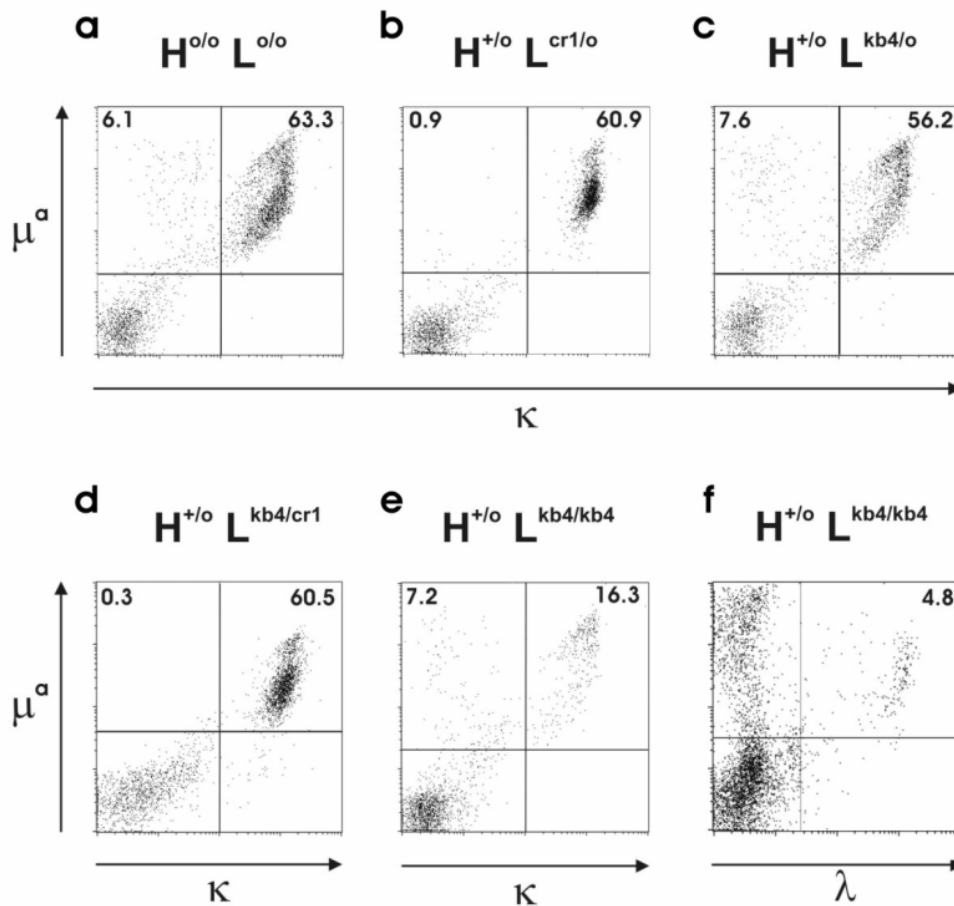 a b c
H^o/o L^o/o H^+/o L^cr1/o H^+/o L^kb4/o
6.1 63.3 0.9 60.9 7.6 56.2
μ^a
κ
d e f
H^+/o L^kb4/cr1 H^+/o L^kb4/kb4 H^+/o L^kb4/kb4
0.3 60.5 7.2 16.3 4.8
μ^a
κ κ λ